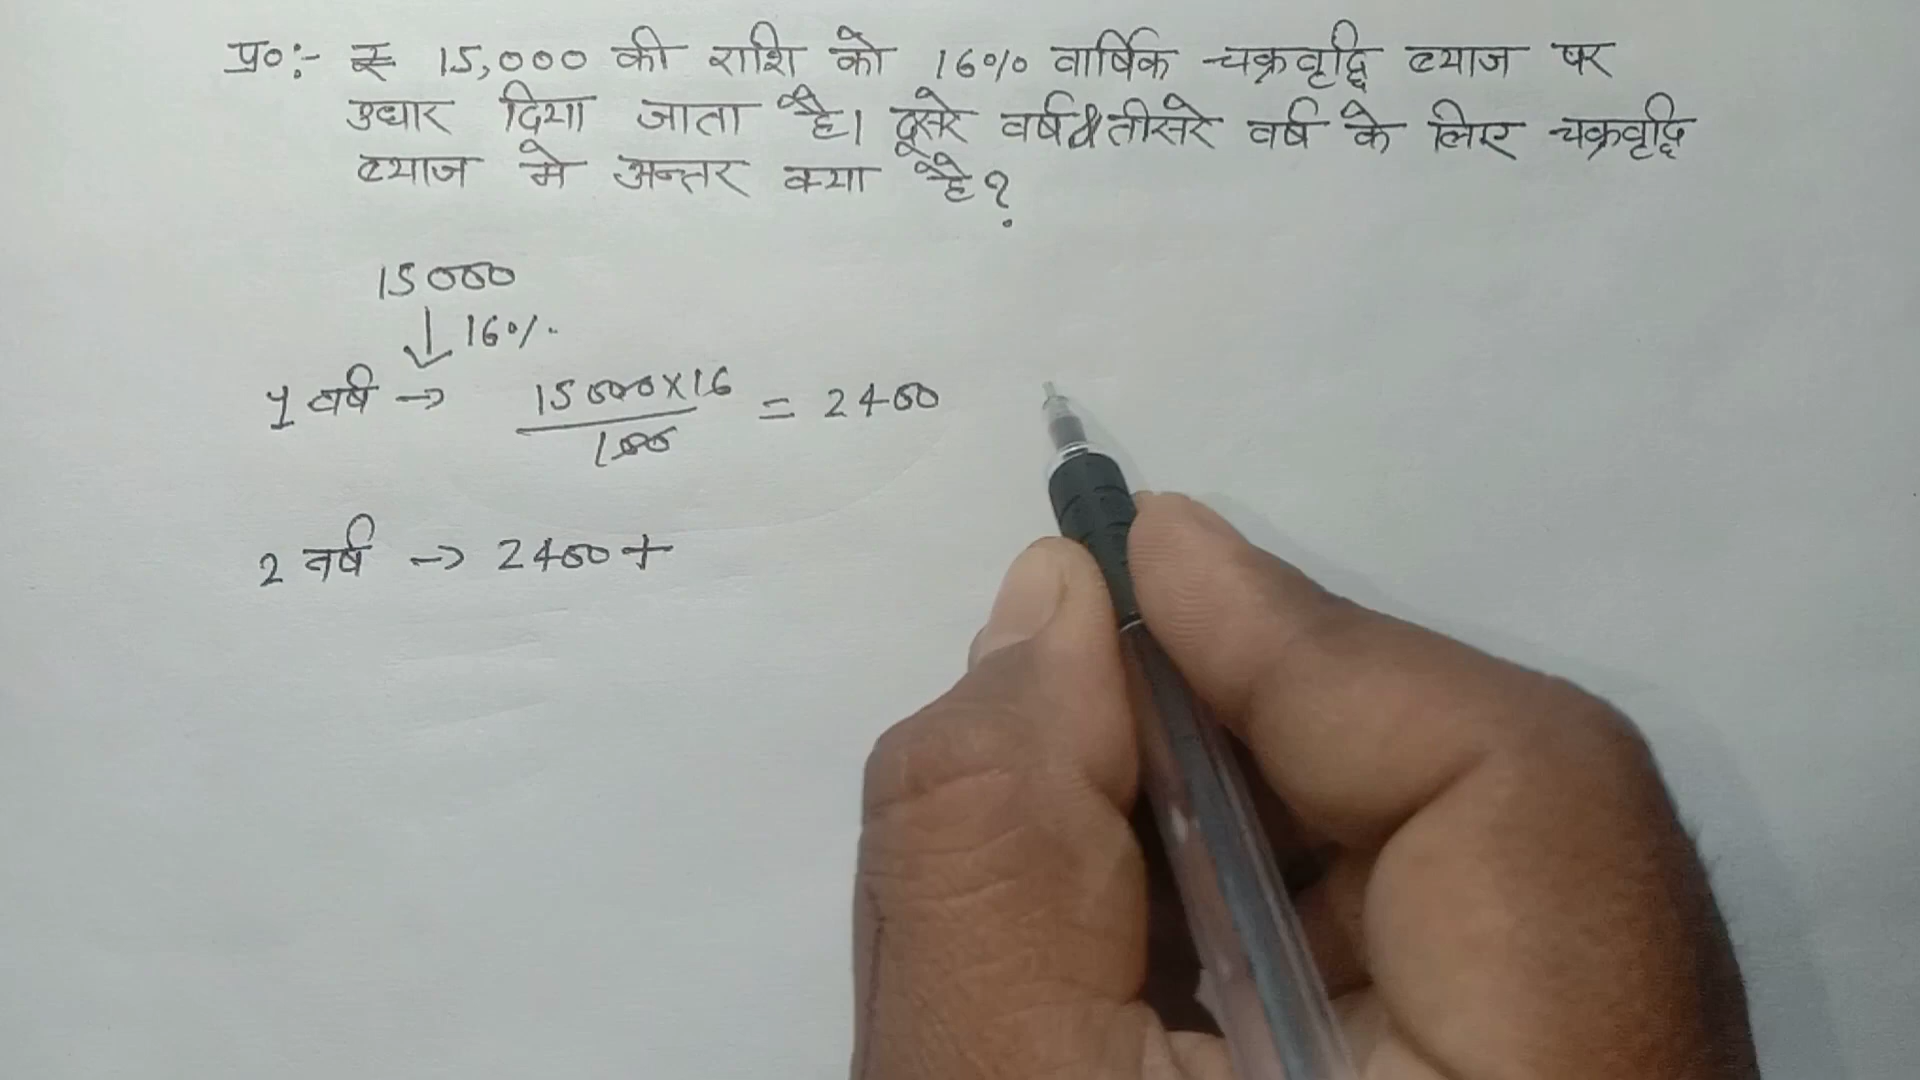 प्र०:- ₹ 15,000 की राशि को 16% वार्षिक चक्रवृद्धि ब्याज पर
उधार दिया जाता है। दूसरे वर्ष & तीसरे वर्ष के लिए चक्रवृद्धि
ब्याज मे अन्तर क्या है?
15000
↓ 16%
1 वर्ष → 15000×16/100 = 2400
2 वर्ष → 2400+